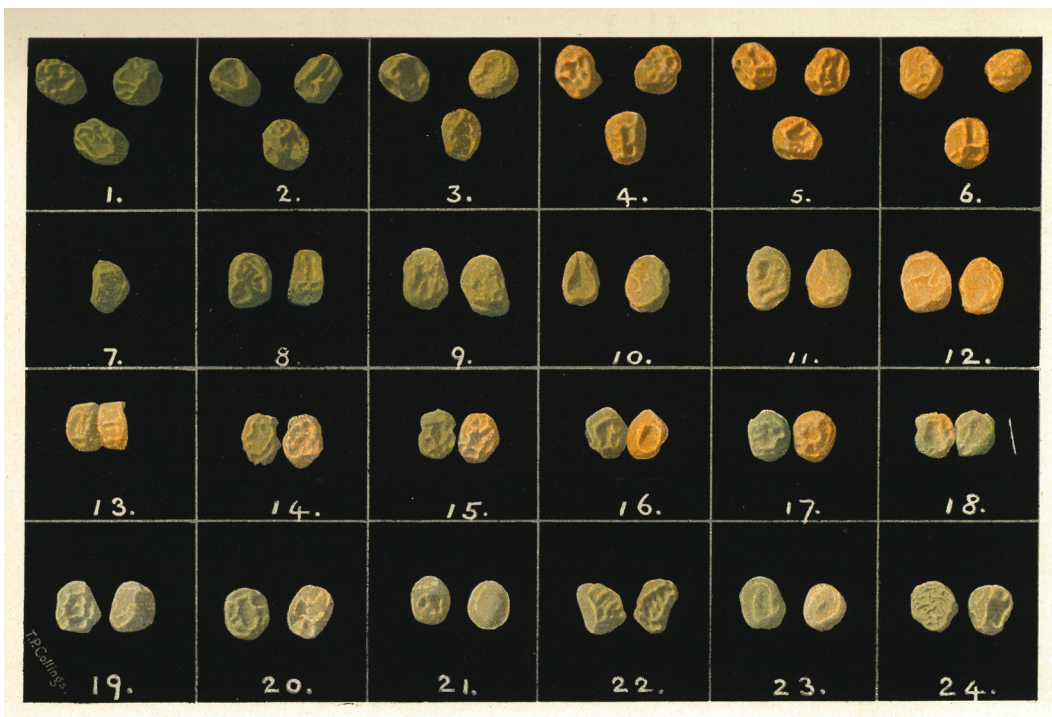 1. 2. 3. 4. 5. 6.
7. 8. 9. 10. 11. 12.
13. 14. 15. 16. 17. 18.
T.P.Collings.
19. 20. 21. 22. 23. 24.